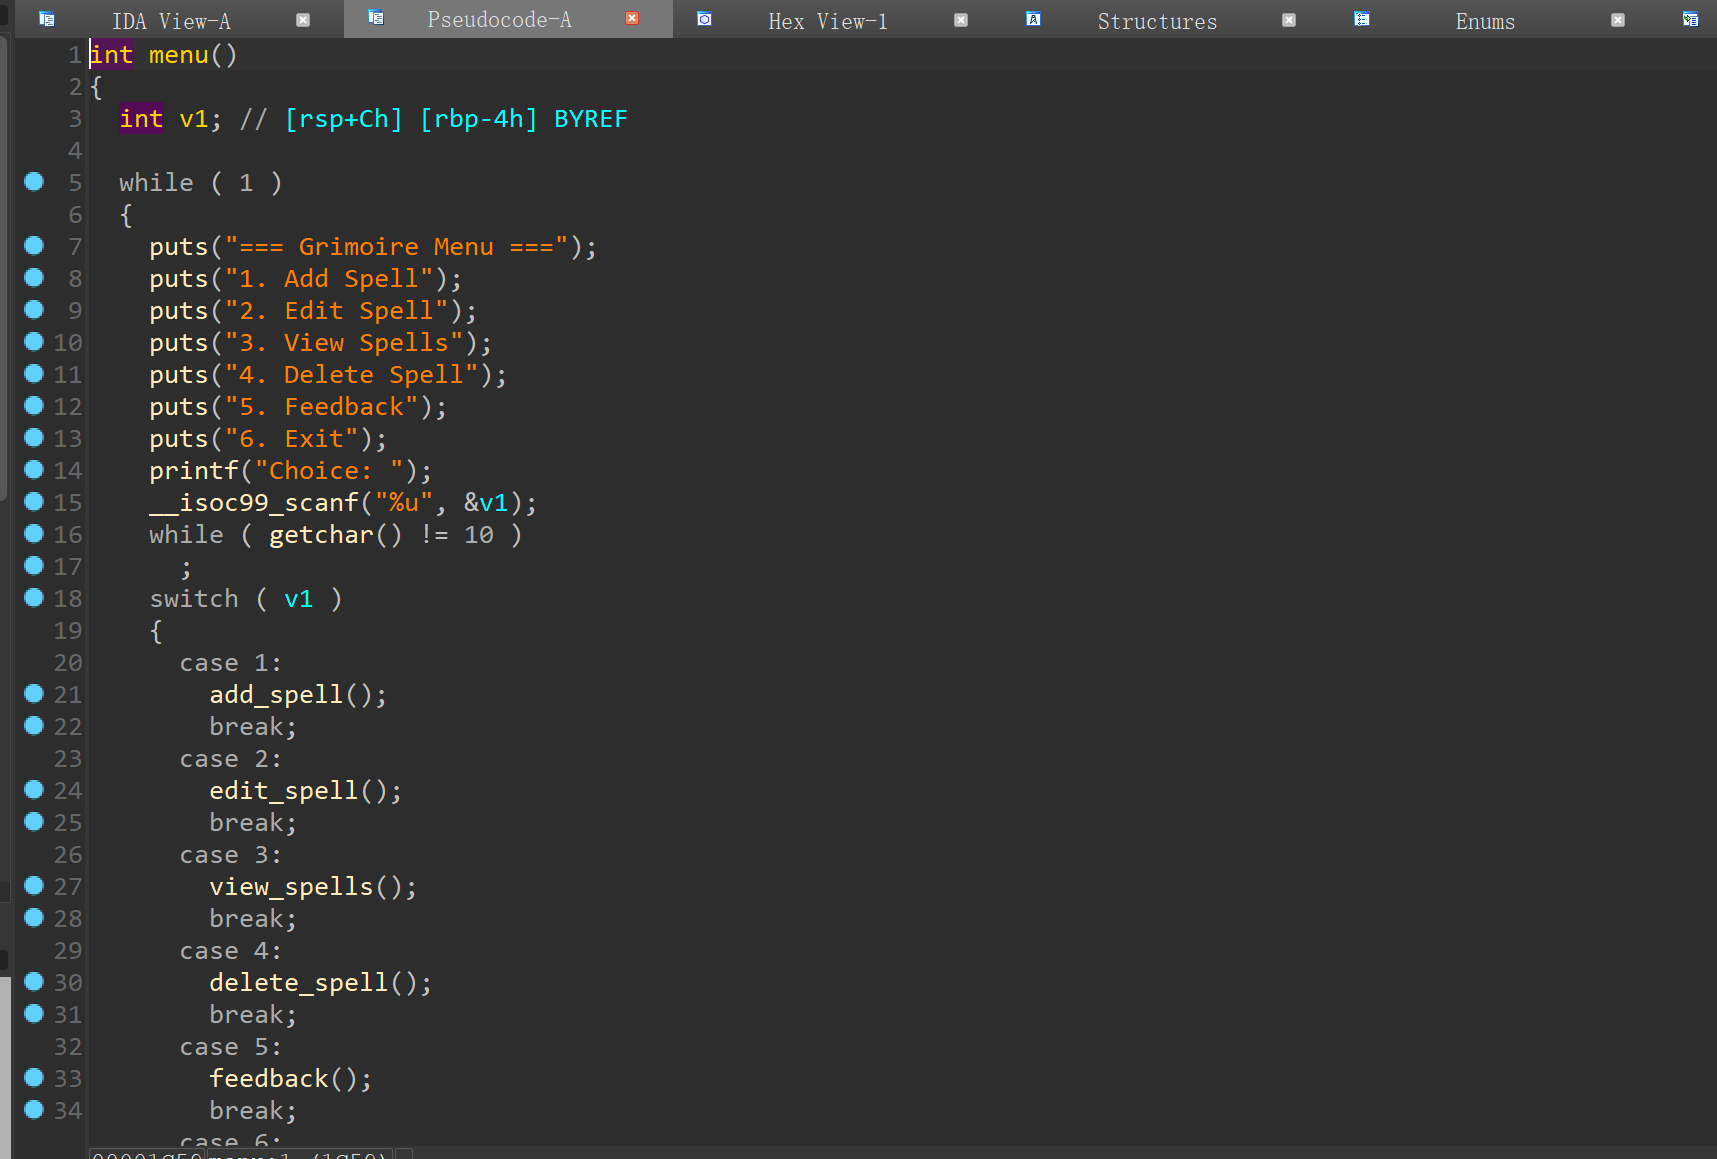 IDA View-A Pseudocode-A Hex View-1 Structures Enums
1 int menu()
2 {
3 int v1; // [rsp+Ch] [rbp-4h] BYREF
4
5 while ( 1 )
6 {
7 puts("=== Grimoire Menu ===");
8 puts("1. Add Spell");
9 puts("2. Edit Spell");
10 puts("3. View Spells");
11 puts("4. Delete Spell");
12 puts("5. Feedback");
13 puts("6. Exit");
14 printf("Choice: ");
15 __isoc99_scanf("%u", &v1);
16 while ( getchar() != 10 )
17 ;
18 switch ( v1 )
19 {
20 case 1:
21 add_spell();
22 break;
23 case 2:
24 edit_spell();
25 break;
26 case 3:
27 view_spells();
28 break;
29 case 4:
30 delete_spell();
31 break;
32 case 5:
33 feedback();
34 break;
case 6: